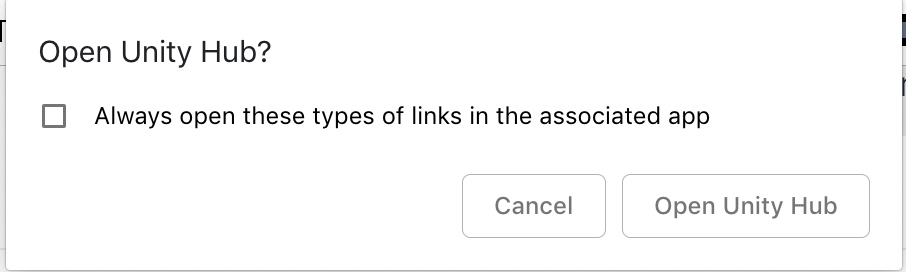 Open Unity Hub?
Always open these types of links in the associated app
Cancel
Open Unity Hub